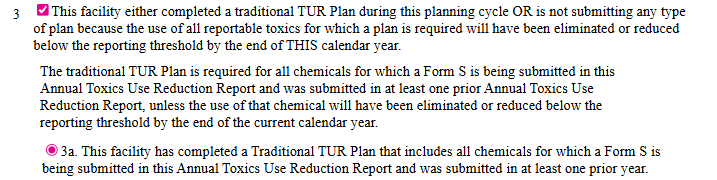 3 This facility either completed a traditional TUR Plan during this planning cycle OR is not submitting any type
of plan because the use of all reportable toxics for which a plan is required will have been eliminated or reduced
below the reporting threshold by the end of THIS calendar year.
The traditional TUR Plan is required for all chemicals for which a Form S is being submitted in this
Annual Toxics Use Reduction Report and was submitted in at least one prior Annual Toxics Use
Reduction Report, unless the use of that chemical will have been eliminated or reduced below the
reporting threshold by the end of the current calendar year.
3a. This facility has completed a Traditional TUR Plan that includes all chemicals for which a Form S is
being submitted in this Annual Toxics Use Reduction Report and was submitted in at least one prior year.